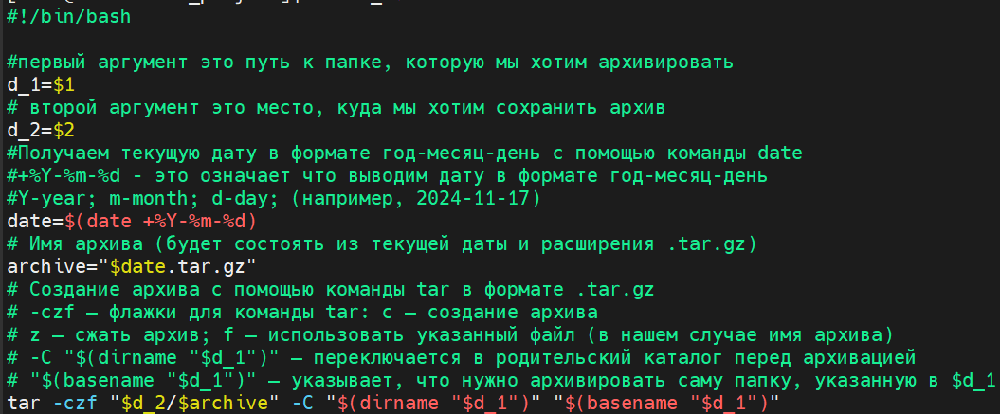 #!/bin/bash
#первый аргумент это путь к папке, которую мы хотим архивировать
d_1=$1
# второй аргумент это место, куда мы хотим сохранить архив
d_2=$2
#Получаем текущую дату в формате год-месяц-день с помощью команды date
#+%Y-%m-%d - это означает что выводим дату в формате год-месяц-день
#Y-year; m-month; d-day; (например, 2024-11-17)
date=$(date +%Y-%m-%d)
# Имя архива (будет состоять из текущей даты и расширения .tar.gz)
archive="$date.tar.gz"
# Создание архива с помощью команды tar в формате .tar.gz
# -czf — флажки для команды tar: c — создание архива
# z — сжать архив; f — использовать указанный файл (в нашем случае имя архива)
# -C "$(dirname "$d_1")" — переключается в родительский каталог перед архивацией
# "$(basename "$d_1")" — указывает, что нужно архивировать саму папку, указанную в $d_1
tar -czf "$d_2/$archive" -C "$(dirname "$d_1")" "$(basename "$d_1")"